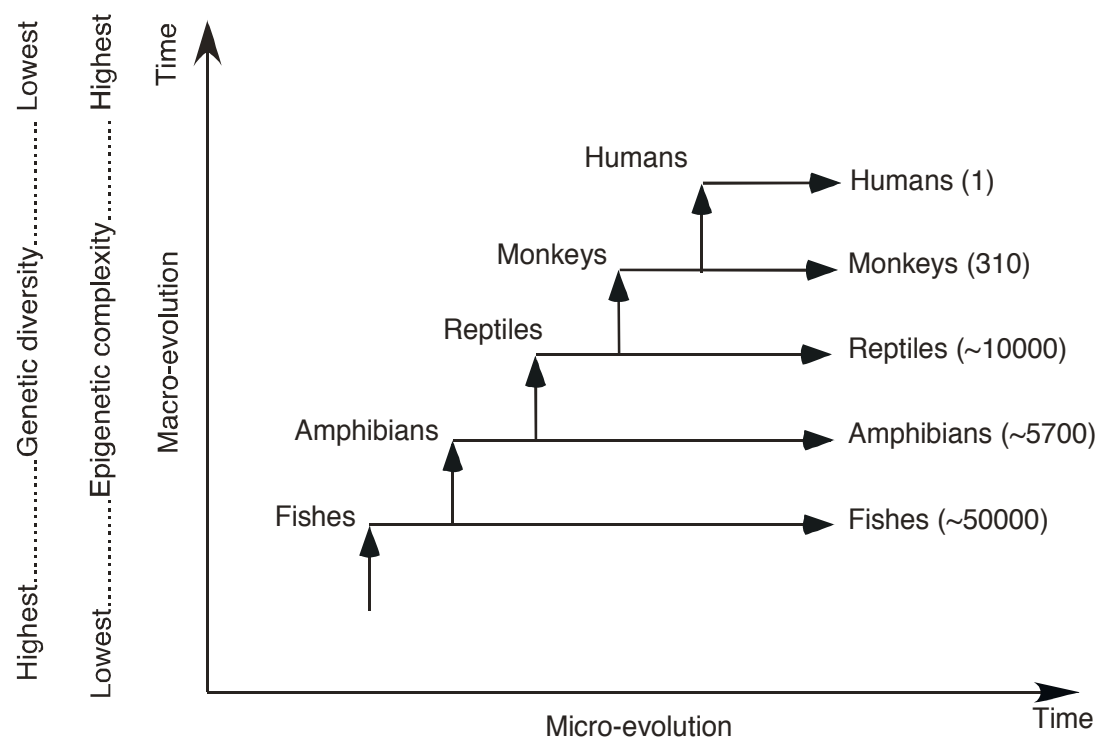 Highest.........Genetic diversity.........Lowest
Lowest.........Epigenetic complexity.........Highest
Macro-evolution
Time
Humans
Humans (1)
Monkeys
Monkeys (310)
Reptiles
Reptiles (~10000)
Amphibians
Amphibians (~5700)
Fishes
Fishes (~50000)
Time
Micro-evolution